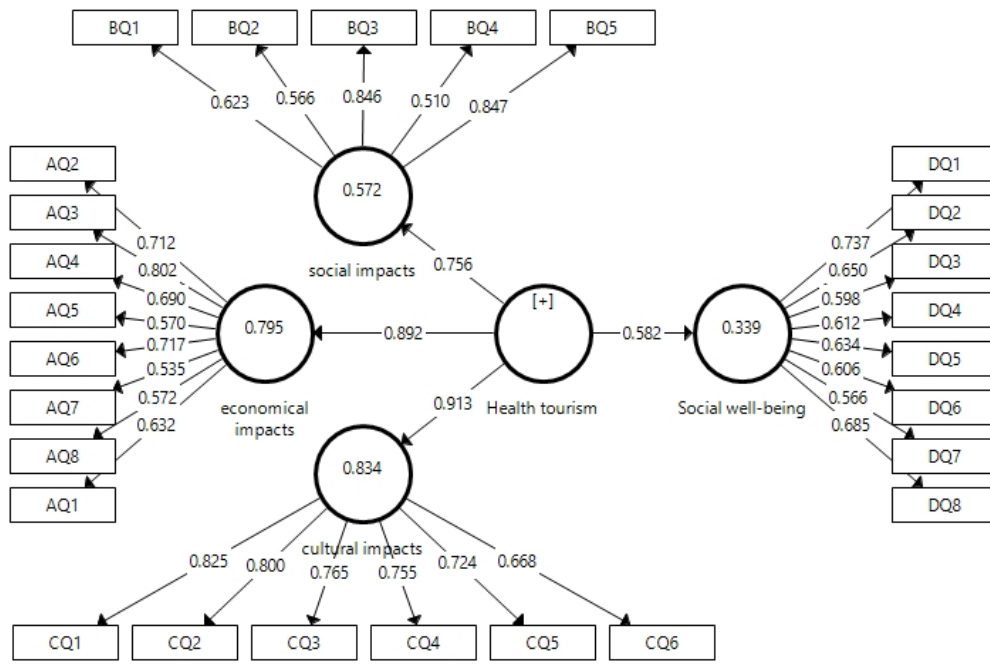 BQ1 BQ2 BQ3 BQ4 BQ5
0.623 0.566 0.846 0.510 0.847
AQ2
AQ3
AQ4
AQ5
AQ6
AQ7
AQ8
AQ1
0.712
0.802
0.690
0.570
0.717
0.535
0.572
0.632
0.572
social impacts
0.756
0.795
economical
impacts
0.892
[+]
Health tourism
0.582
0.339
Social well-being
0.913
0.834
cultural impacts
0.737
0.650
0.598
0.612
0.634
0.606
0.566
0.685
DQ1
DQ2
DQ3
DQ4
DQ5
DQ6
DQ7
DQ8
0.825 0.800 0.765 0.755 0.724 0.668
CQ1 CQ2 CQ3 CQ4 CQ5 CQ6